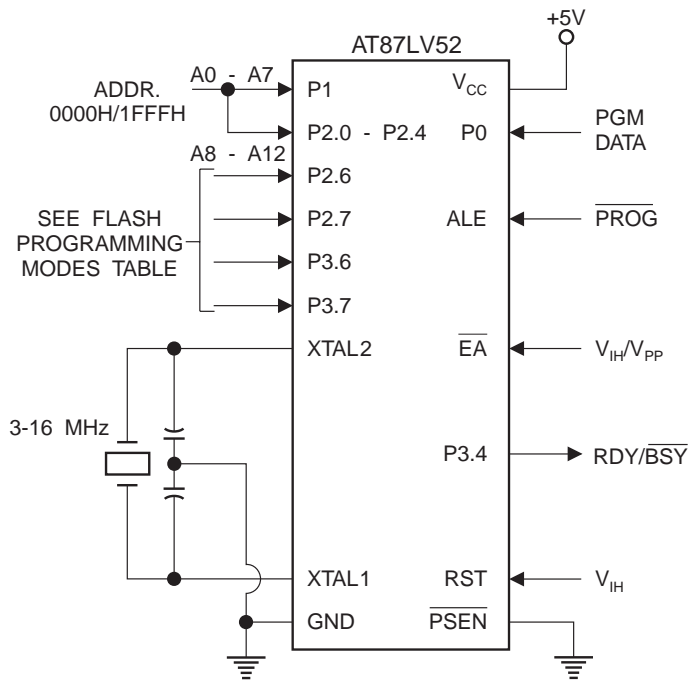 +5V
AT87LV52
A0 - A7
ADDR.
0000H/1FFFH
P1
VCC
P2.0 - P2.4
P0
PGM
DATA
A8 - A12
P2.6
SEE FLASH
PROGRAMMING
MODES TABLE
P2.7
ALE
PROG
P3.6
P3.7
XTAL2
EA
VIH/VPP
3-16 MHz
P3.4
RDY/BSY
XTAL1
RST
VIH
GND
PSEN